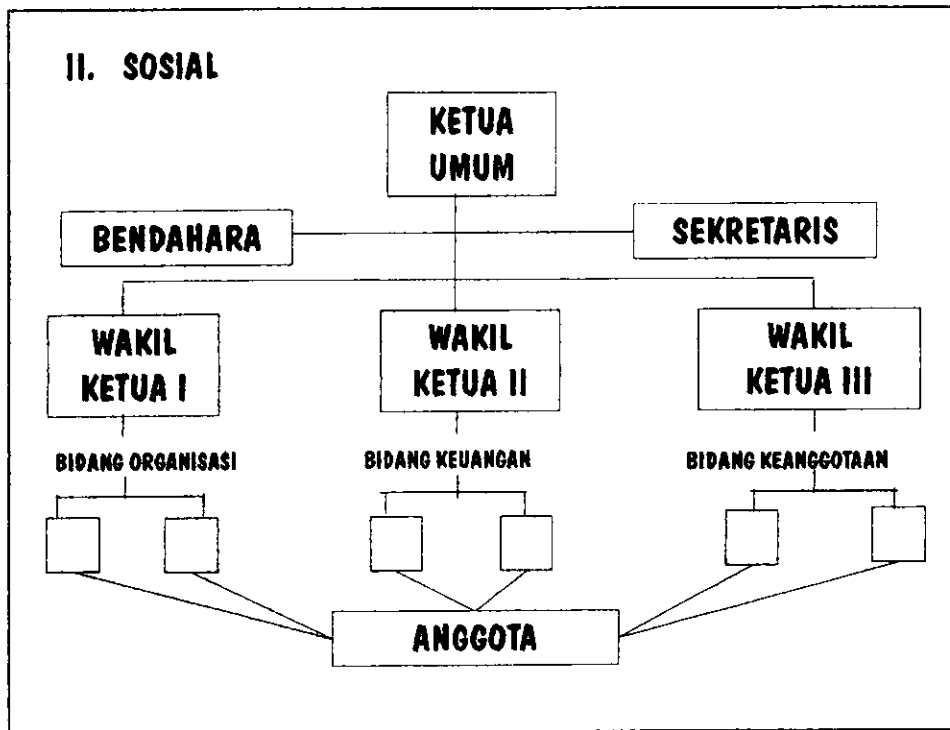 II. SOSIAL
KETUA
UMUM
BENDAHARA
SEKRETARIS
WAKIL
KETUA I
WAKIL
KETUA II
WAKIL
KETUA III
BIDANG ORGANISASI
BIDANG KEUANGAN
BIDANG KEANGGOTAAN
ANGGOTA